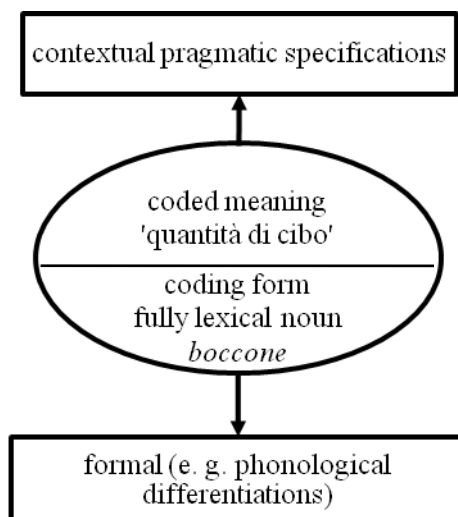 contextual pragmatic specifications
coded meaning
'quantità di cibo'
coding form
fully lexical noun
boccone
formal (e. g. phonological
differentiations)